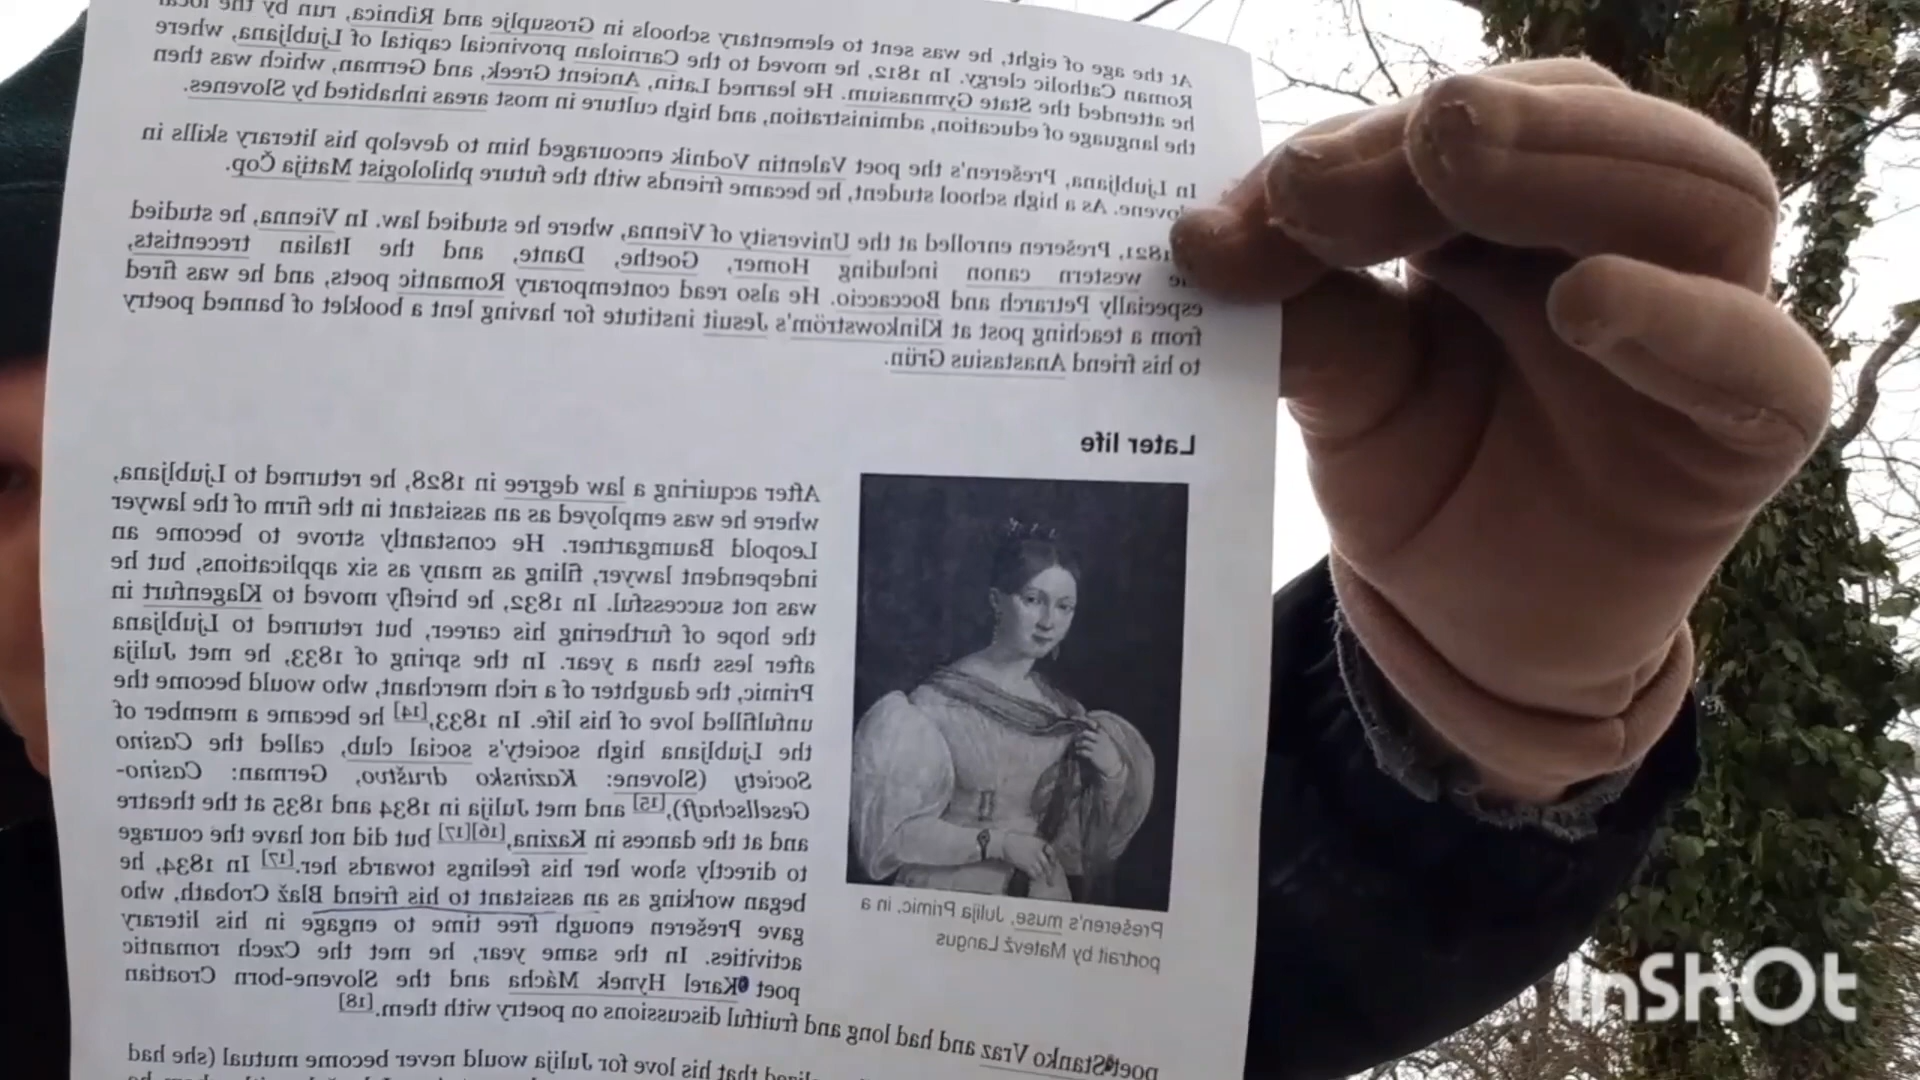 At the age of eight, he was sent to elementary schools in Grosuplje and Ribnica, run by the local
Roman Catholic clergy. In 1812, he moved to the Carniolan provincial capital of Ljubljana, where
he attended the State Gymnasium. He learned Latin, Ancient Greek, and German, which was then
the language of education, administration, and high culture in most areas inhabited by Slovenes.
In Ljubljana, Prešeren's the poet Valentin Vodnik encouraged him to develop his literary skills in
lovene. As a high school student, he became friends with the future philologist Matija Čop.
1821, Prešeren enrolled at the University of Vienna, where he studied law. In Vienna, he studied
western canon including Homer, Goethe, Dante, and the Italian trecentists,
especially Petrarch and Boccaccio. He also read contemporary Romantic poets, and he was fired
from a teaching post at Klinkowström's Jesuit institute for having lent a booklet of banned poetry
to his friend Anastasius Grün.
Later life
After acquiring a law degree in 1828, he returned to Ljubljana,
where he was employed as an assistant in the firm of the lawyer
Leopold Baumgartner. He constantly strove to become an
independent lawyer, filing as many as six applications, but he
was not successful. In 1832, he briefly moved to Klagenfurt in
the hope of furthering his career, but returned to Ljubljana
after less than a year. In the spring of 1833, he met Julija
Primic, the daughter of a rich merchant, who would become the
unfulfilled love of his life. In 1833,[14] he became a member of
the Ljubljana high society's social club, called the Casino
Society (Slovene: Kazinsko društvo, German: Casino-
Gesellschaft),[15] and met Julija in 1834 and 1835 at the theatre
and at the dances in Kazina,[16][17] but did not have the courage
to directly show her his feelings towards her.[17] In 1834, he
began working as an assistant to his friend Blaž Crobath, who
gave Prešeren enough free time to engage in his literary
activities. In the same year, he met the Czech romantic
poet Karel Hynek Mácha and the Slovene-born Croatian
poet Stanko Vraz and had long and fruitful discussions on poetry with them.[18]
that his love for Julija would never become mutual (she had
Prešeren's muse, Julija Primic, in a
portrait by Matevž Langus
InShOt